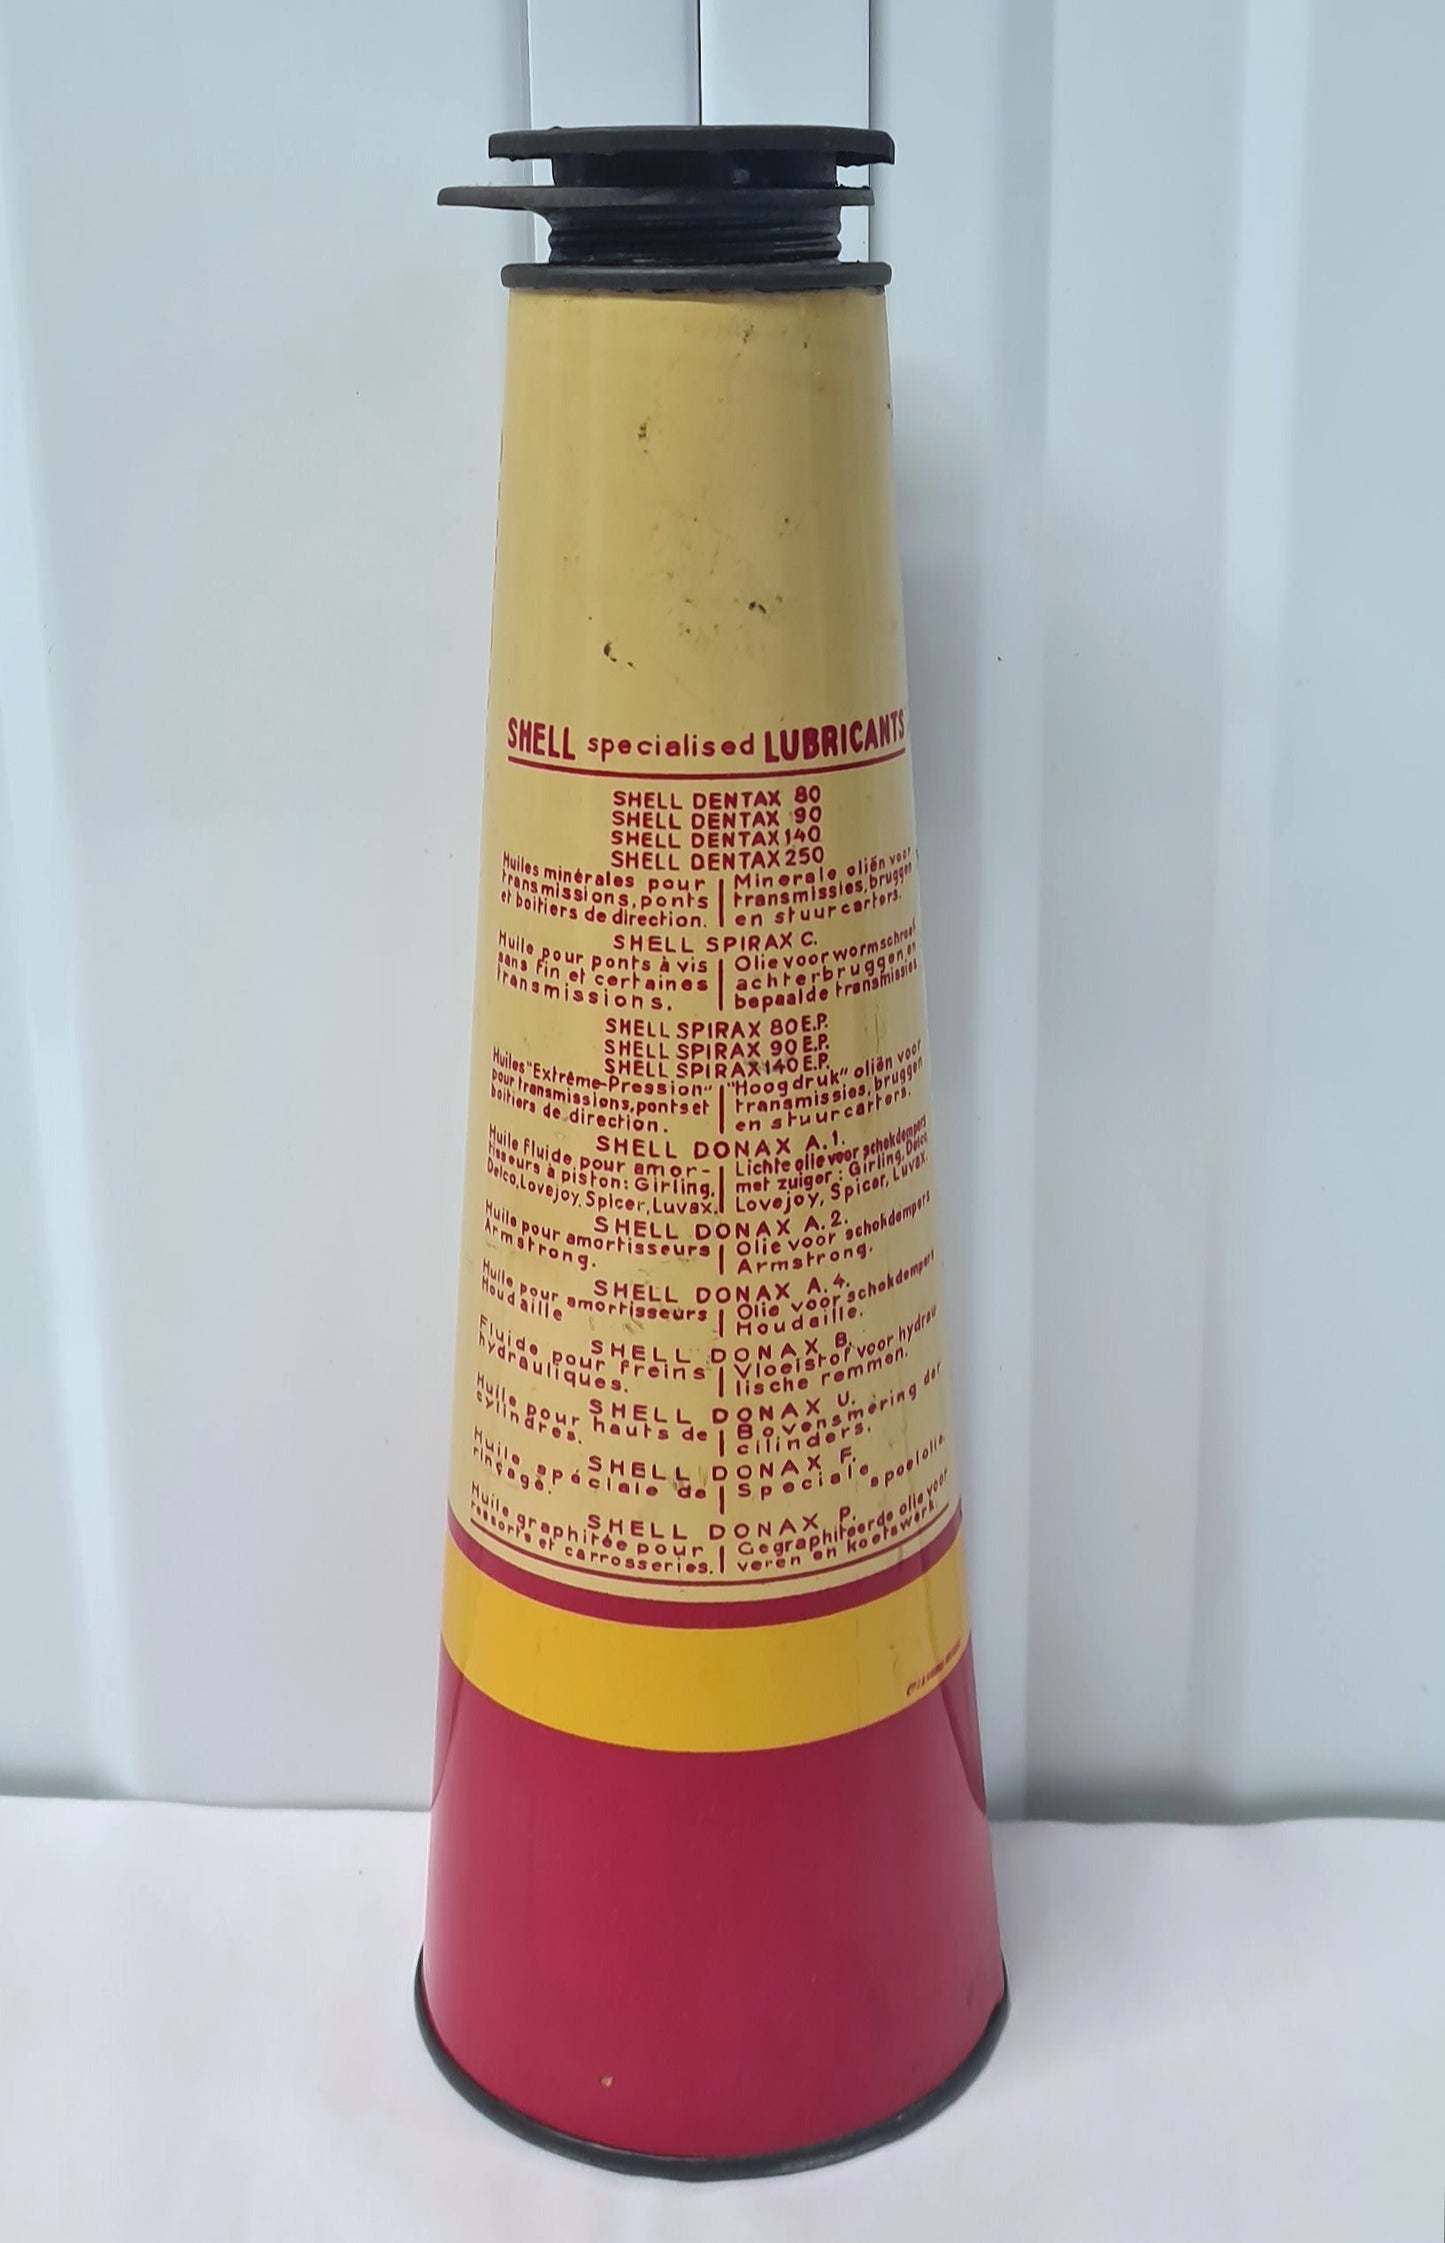 SHELL specialised LUBRICANTS
SHELL DENTAX 80
SHELL DENTAX 90
SHELL DENTAX 140
SHELL DENTAX 250
Huiles minérales pour
transmissions, ponts
et boitiers de direction.
Minerale oliën voor
transmissies, bruggen
en stuurcarters.
SHELL SPIRAX C.
Huile pour ponts à vis
sans fin et certaines
transmissions.
Olie voor wormschroef
achterbruggen, en
bepaalde transmissies
SHELL SPIRAX 80 E.P.
SHELL SPIRAX 90 E.P.
SHELL SPIRAX 140 E.P.
Huiles "Extrême-Pression"
pour transmissions, ponts et
boitiers de direction.
"Hoogdruk" oliën voor
transmissies, bruggen
en stuurcarters.
SHELL DONAX A.1.
Huile fluide pour amor-
tisseurs à piston: Girling,
Delco, Lovejoy, Spicer, Luvax.
Lichte olie voor schokdempers
met zuiger: Girling, Delco,
Lovejoy, Spicer, Luvax.
SHELL DONAX A.2.
Huile pour amortisseurs
Armstrong.
Olie voor schokdempers
Armstrong.
SHELL DONAX A.4.
Huile pour amortisseurs
Houdaille
Olie voor schokdempers
Houdaille.
SHELL DONAX B.
Fluide pour freins
hydrauliques.
Vloeistof voor hydrau
lische remmen.
SHELL DONAX U.
Huile pour hauts de
cylindres.
Bovensmering der
cilinders.
SHELL DONAX F.
Huile spéciale de
rinçage.
Speciale spoelolie.
SHELL DONAX P.
Huile graphitée pour
ressorts et carrosseries.
Gegraphiteerde olie voor
veren en koetswerk.